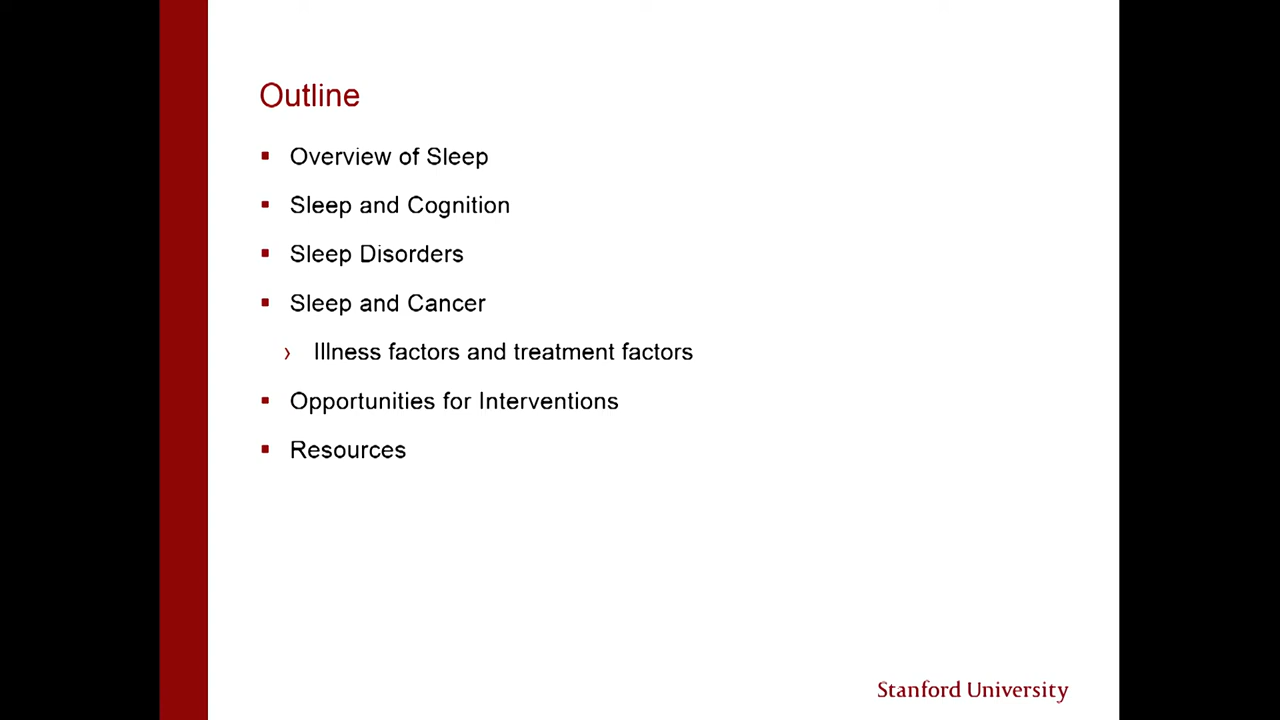 Outline
▪ Overview of Sleep
▪ Sleep and Cognition
▪ Sleep Disorders
▪ Sleep and Cancer
› Illness factors and treatment factors
▪ Opportunities for Interventions
▪ Resources
Stanford University